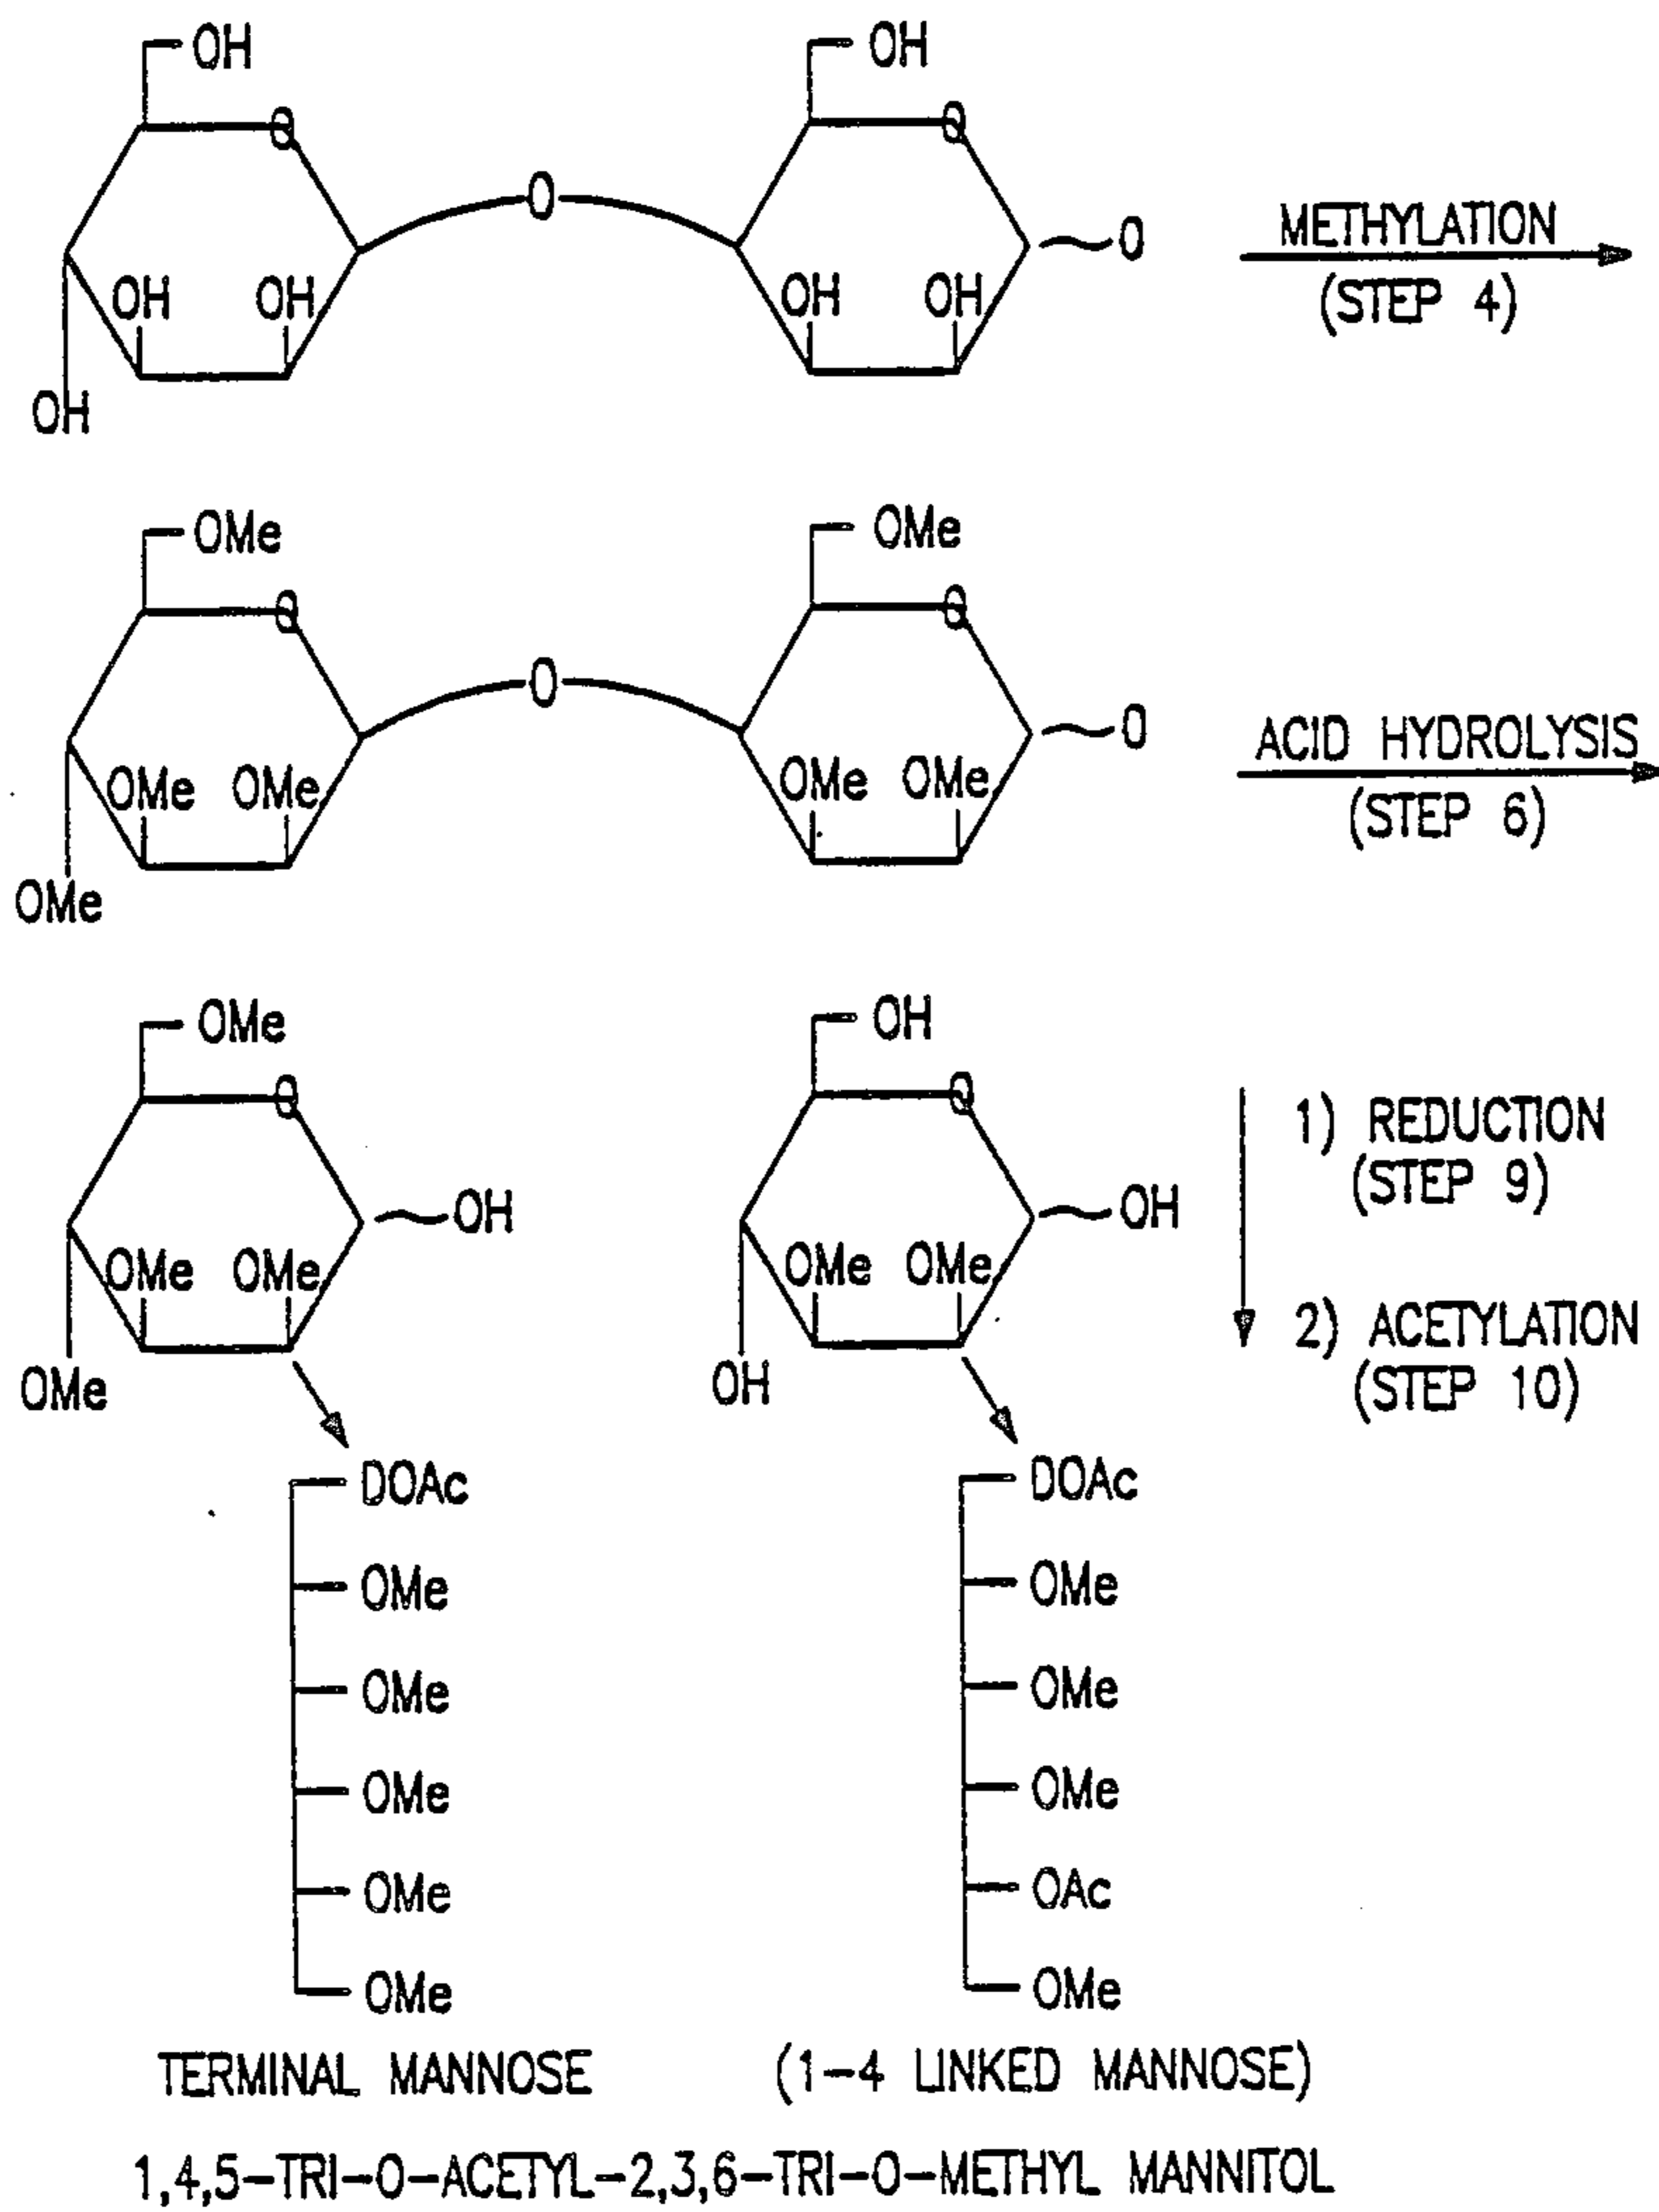 OH OH
O O
O
O
OH OH OH OH
OH
METHYLATION
(STEP 4)
OMe OMe
O O
O
O
OMe OMe OMe OMe
OMe
ACID HYDROLYSIS
(STEP 6)
OMe OH
O O
OH OH
OMe OMe OMe OMe
OMe OH
1) REDUCTION
(STEP 9)
2) ACETYLATION
(STEP 10)
DOAc DOAc
OMe OMe
OMe OMe
OMe OMe
OMe OAc
OMe OMe
TERMINAL MANNOSE (1-4 LINKED MANNOSE)
1,4,5-TRI-O-ACETYL-2,3,6-TRI-O-METHYL MANNITOL